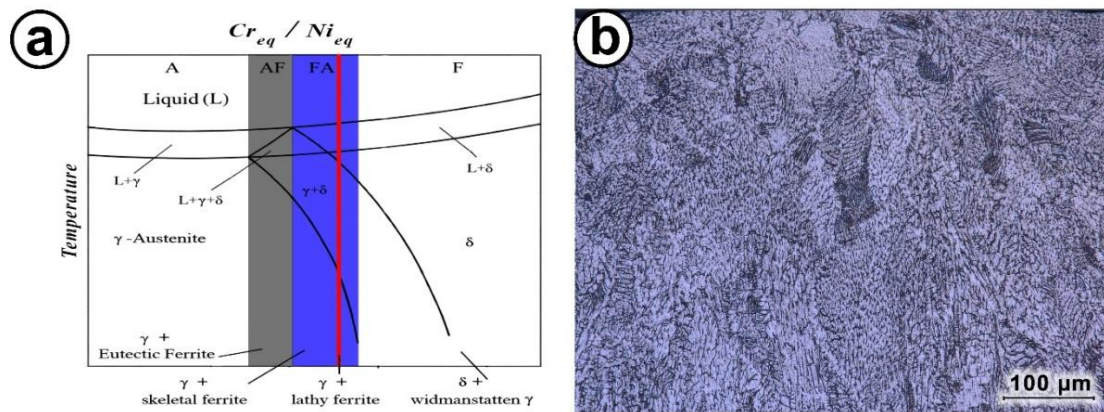 a
Cr_eq / Ni_eq
A
AF
FA
F
Liquid (L)
L+γ
L+γ+δ
γ+δ
L+δ
Temperature
γ -Austenite
δ
γ +
Eutectic Ferrite
γ +
skeletal ferrite
γ +
lathy ferrite
δ +
widmanstatten γ
b
100 µm